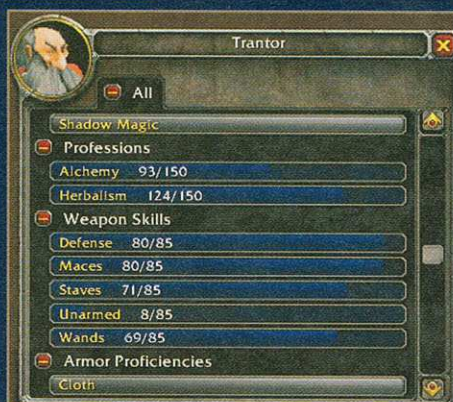 Trantor
All
Shadow Magic
Professions
Alchemy 93/150
Herbalism 124/150
Weapon Skills
Defense 80/85
Maces 80/85
Staves 71/85
Unarmed 8/85
Wands 69/85
Armor Proficiencies
Cloth